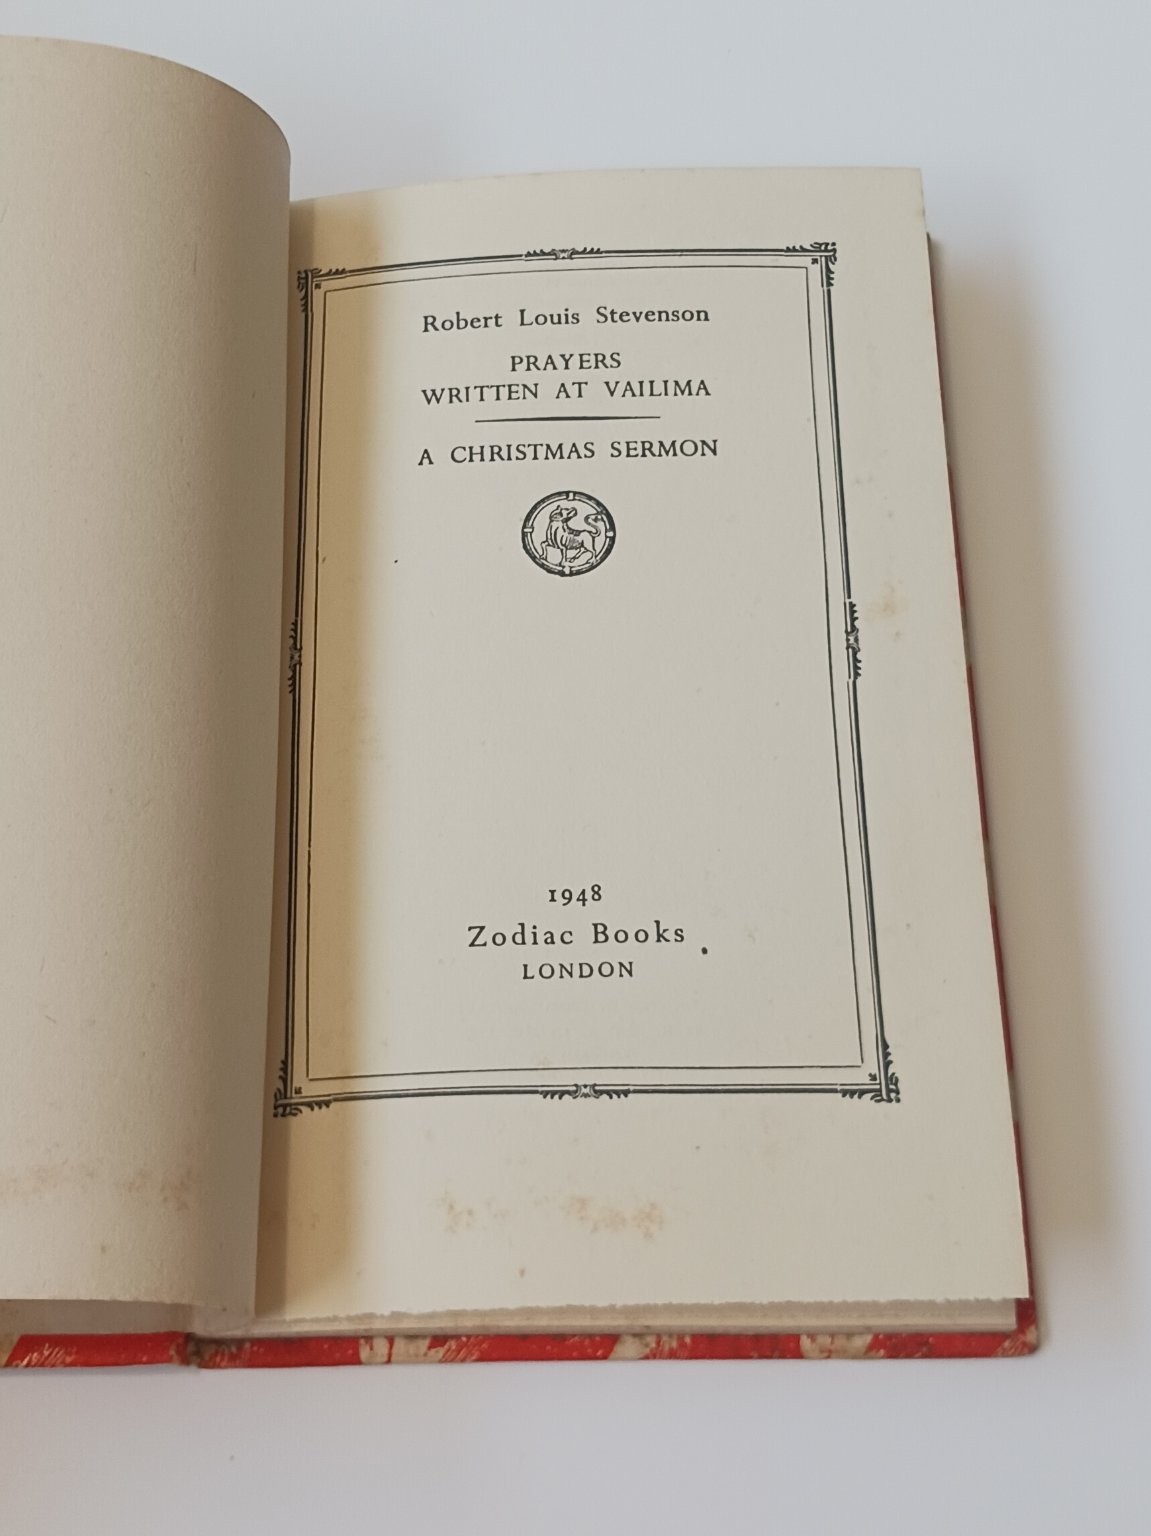 Robert Louis Stevenson
PRAYERS
WRITTEN AT VAILIMA
A CHRISTMAS SERMON
1948
Zodiac Books
LONDON